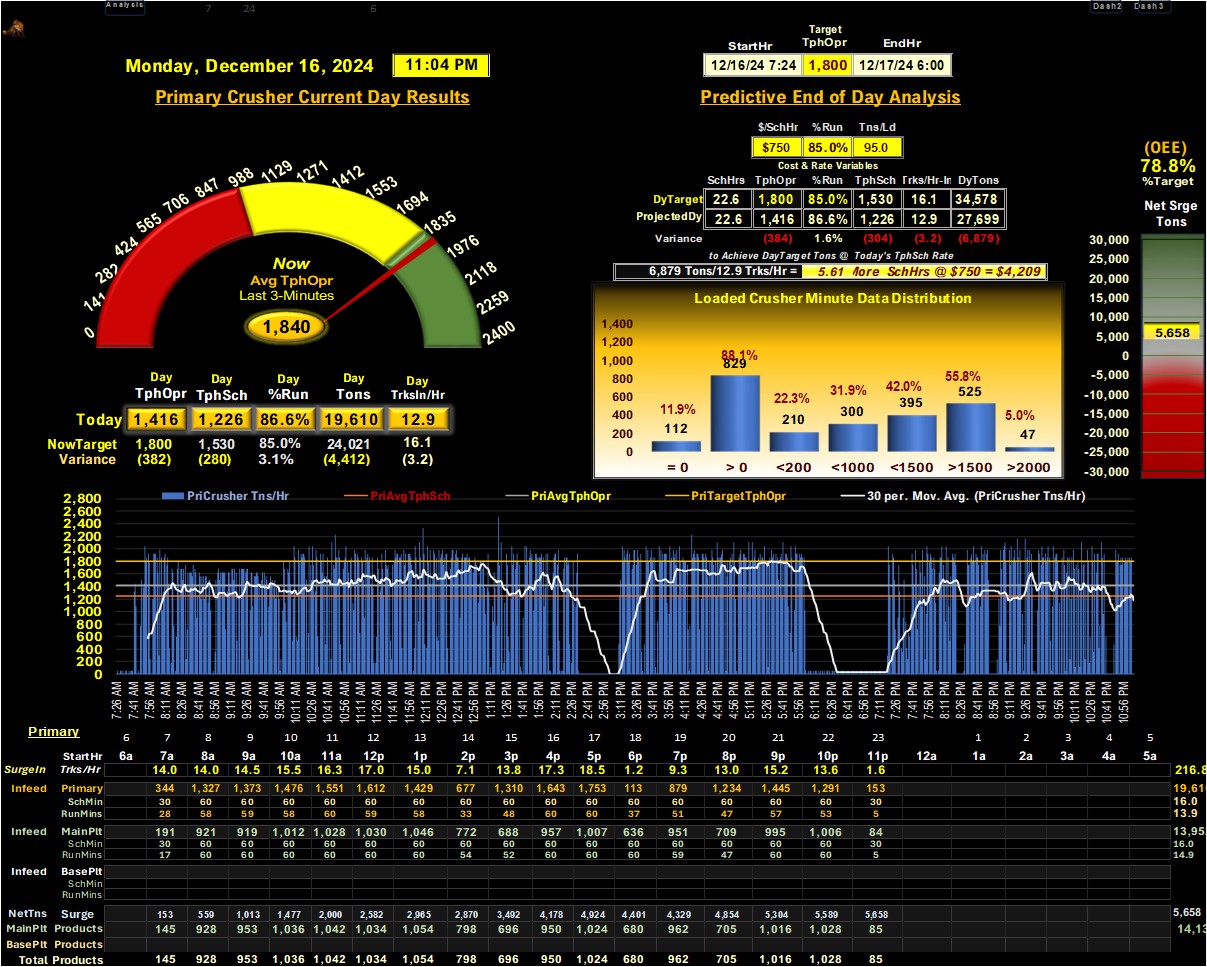 Analysis 7 24 6 Dash2 Dash3
Monday, December 16, 2024 11:04 PM
Primary Crusher Current Day Results
StartHr Target TphOpr EndHr
12/16/24 7:24 1,800 12/17/24 6:00
Predictive End of Day Analysis
$/SchHr %Run Tns/Ld
$750 85.0% 95.0
Cost & Rate Variables
SchHrs TphOpr %Run TphSch Trks/Hr-In DyTons
DyTarget 22.6 1,800 85.0% 1,530 16.1 34,578
ProjectedDy 22.6 1,416 86.6% 1,226 12.9 27,699
Variance (384) 1.6% (304) (3.2) (6,879)
to Achieve DayTarget Tons @ Today's TphSch Rate
6,879 Tons/12.9 Trks/Hr = 5.61 More SchHrs @ $750 = $4,209
(OEE)
78.8%
%Target
Net Srge
Tons
30,000
25,000
20,000
15,000
10,000
5,000
0
-5,000
-10,000
-15,000
-20,000
-25,000
-30,000
5,658
0 141 282 424 565 706 847 988 1129 1271 1412 1553 1694 1835 1976 2118 2259 2400
Now
Avg TphOpr
Last 3-Minutes
1,840
Day Day Day Day Day
TphOpr TphSch %Run Tons TrksIn/Hr
Today 1,416 1,226 86.6% 19,610 12.9
NowTarget 1,800 1,530 85.0% 24,021 16.1
Variance (382) (280) 3.1% (4,412) (3.2)
Loaded Crusher Minute Data Distribution
1,400
1,200
1,000
800
600
400
200
0
11.9% 88.1% 22.3% 31.9% 42.0% 55.8% 5.0%
112 829 210 300 395 525 47
= 0 > 0 <200 <1000 <1500 >1500 >2000
PriCrusher Tns/Hr PriAvgTphSch PriAvgTphOpr PriTargetTphOpr 30 per. Mov. Avg. (PriCrusher Tns/Hr)
2,800
2,600
2,400
2,200
2,000
1,800
1,600
1,400
1,200
1,000
800
600
400
200
0
7:26 AM 7:41 AM 7:56 AM 8:11 AM 8:26 AM 8:41 AM 8:56 AM 9:11 AM 9:26 AM 9:41 AM 9:56 AM 10:11 AM 10:26 AM 10:41 AM 10:56 AM 11:11 AM 11:26 AM 11:41 AM 11:56 AM 12:11 PM 12:26 PM 12:41 PM 12:56 PM 1:11 PM 1:26 PM 1:41 PM 1:56 PM 2:11 PM 2:26 PM 2:41 PM 2:56 PM 3:11 PM 3:26 PM 3:41 PM 3:56 PM 4:11 PM 4:26 PM 4:41 PM 4:56 PM 5:11 PM 5:26 PM 5:41 PM 5:56 PM 6:11 PM 6:26 PM 6:41 PM 6:56 PM 7:11 PM 7:26 PM 7:41 PM 7:56 PM 8:11 PM 8:26 PM 8:41 PM 8:56 PM 9:11 PM 9:26 PM 9:41 PM 9:56 PM 10:11 PM 10:26 PM 10:41 PM 10:56 PM
Primary 6 7 8 9 10 11 12 13 14 15 16 17 18 19 20 21 22 23 1 2 3 4 5
StartHr 6a 7a 8a 9a 10a 11a 12p 1p 2p 3p 4p 5p 6p 7p 8p 9p 10p 11p 12a 1a 2a 3a 4a 5a
SurgeIn Trks/Hr 14.0 14.0 14.5 15.5 16.3 17.0 15.0 7.1 13.8 17.3 18.5 1.2 9.3 13.0 15.2 13.6 1.6 216.8
Infeed Primary 344 1,327 1,373 1,476 1,551 1,612 1,429 677 1,310 1,643 1,753 113 879 1,234 1,445 1,291 153 19,61
SchMin 30 60 60 60 60 60 60 60 60 60 60 60 60 60 60 60 30 16.0
RunMins 28 58 59 58 60 59 58 33 48 60 60 37 51 47 57 53 5 13.9
Infeed MainPlt 191 921 919 1,012 1,028 1,030 1,046 772 688 957 1,007 636 951 709 995 1,006 84 13,95
SchMin 30 60 60 60 60 60 60 60 60 60 60 60 60 60 60 60 30 16.0
RunMins 17 60 60 60 60 60 60 54 52 60 60 60 59 47 60 60 5 14.9
Infeed BasePlt
SchMin
RunMins
NetTns Surge 153 559 1,013 1,477 2,000 2,582 2,965 2,870 3,492 4,178 4,924 4,401 4,329 4,854 5,304 5,589 5,658 5,658
MainPlt Products 145 928 953 1,036 1,042 1,034 1,054 798 696 950 1,024 680 962 705 1,016 1,028 85 14,13
BasePlt Products
Total Products 145 928 953 1,036 1,042 1,034 1,054 798 696 950 1,024 680 962 705 1,016 1,028 85